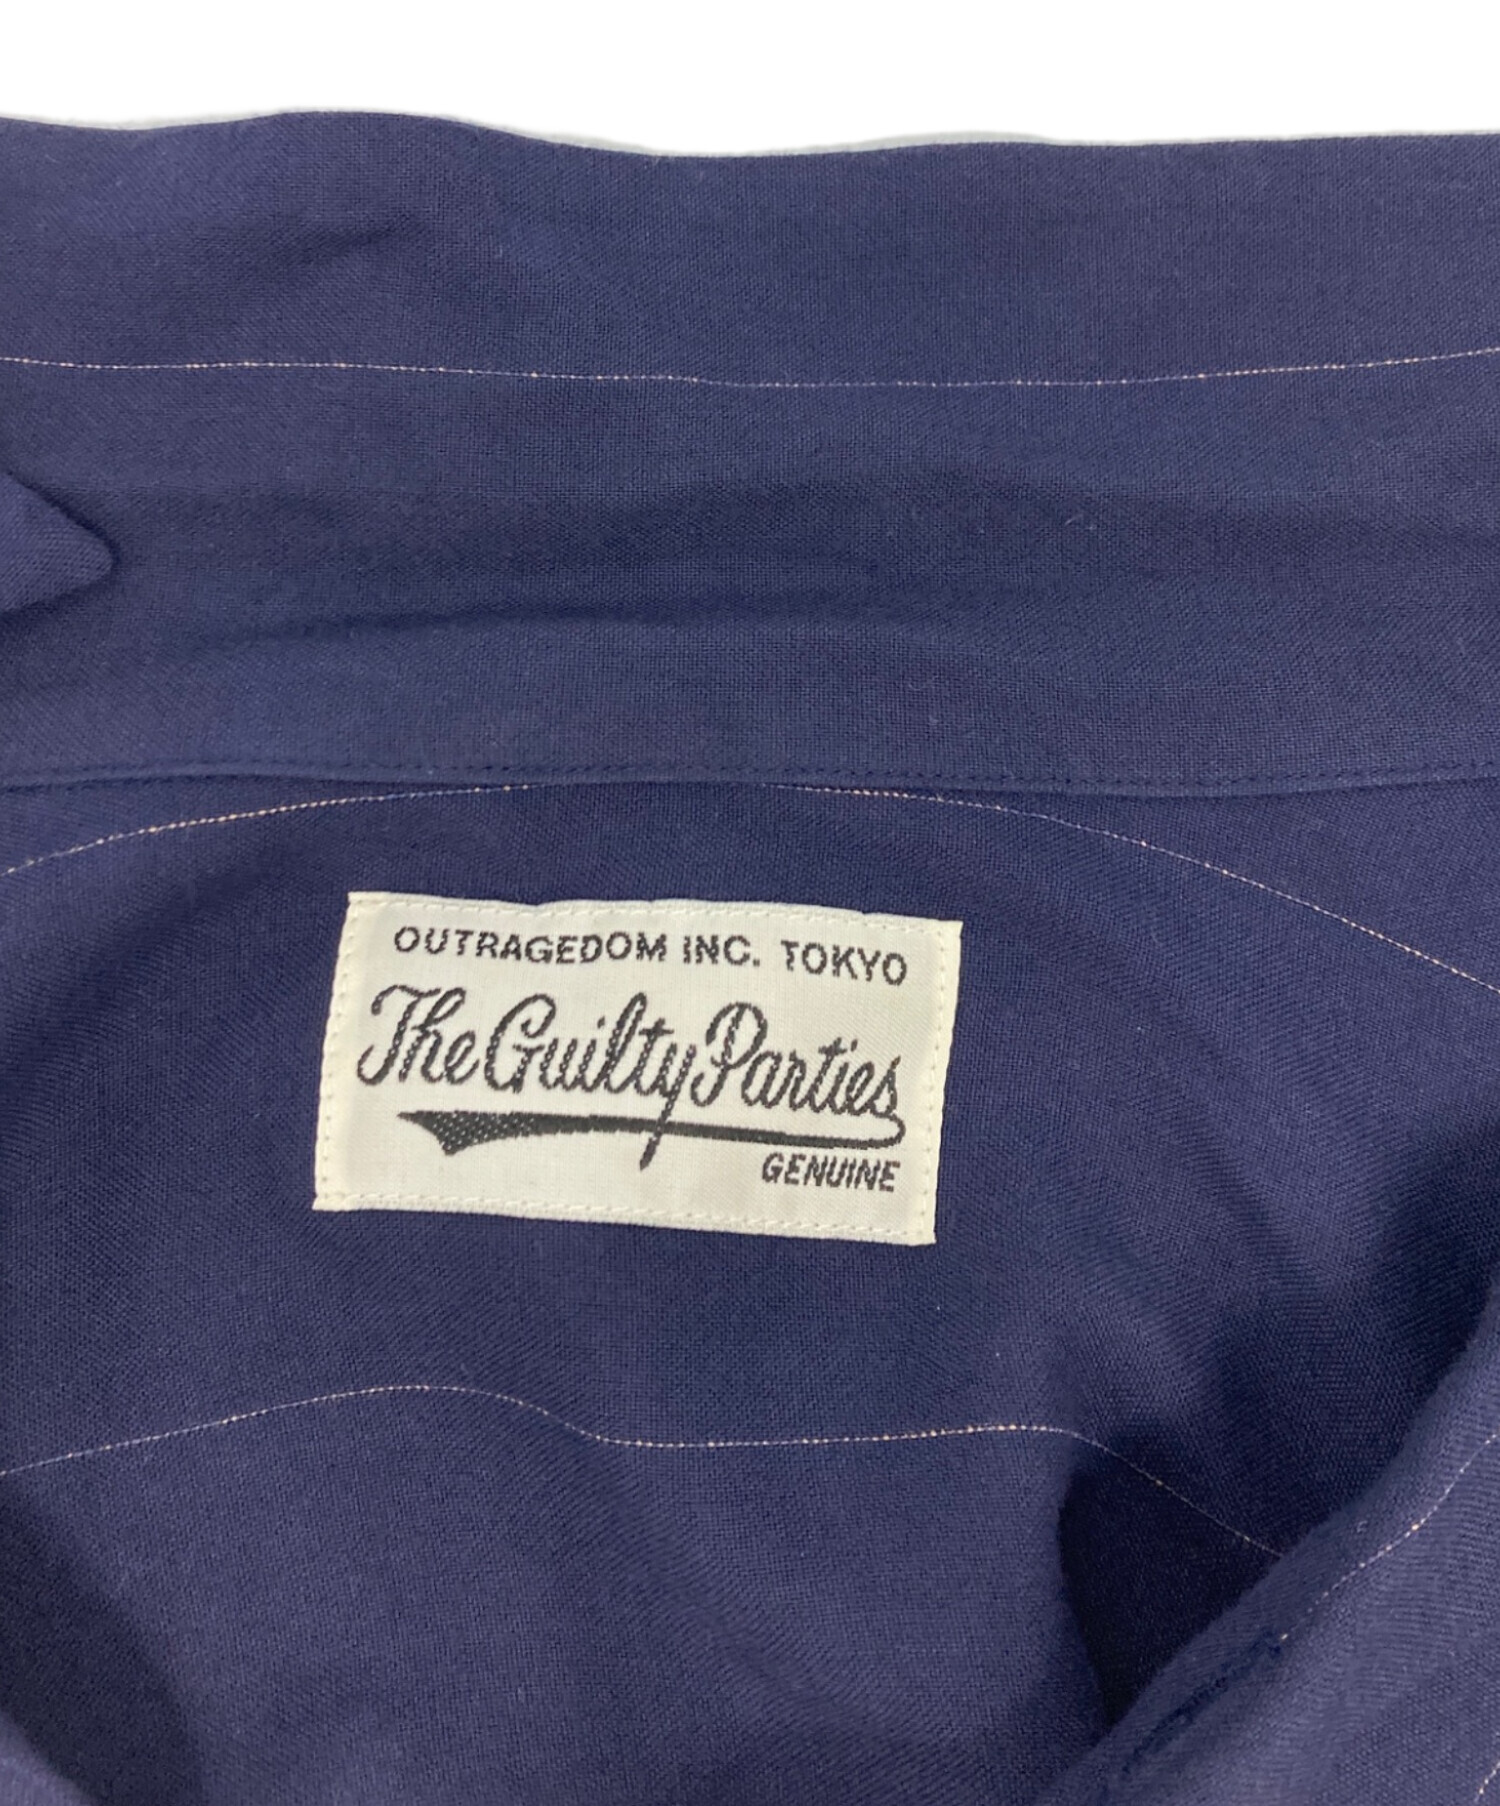 OUTRAGEDOM INC. TOKYO
The Guilty Parties
GENUINE